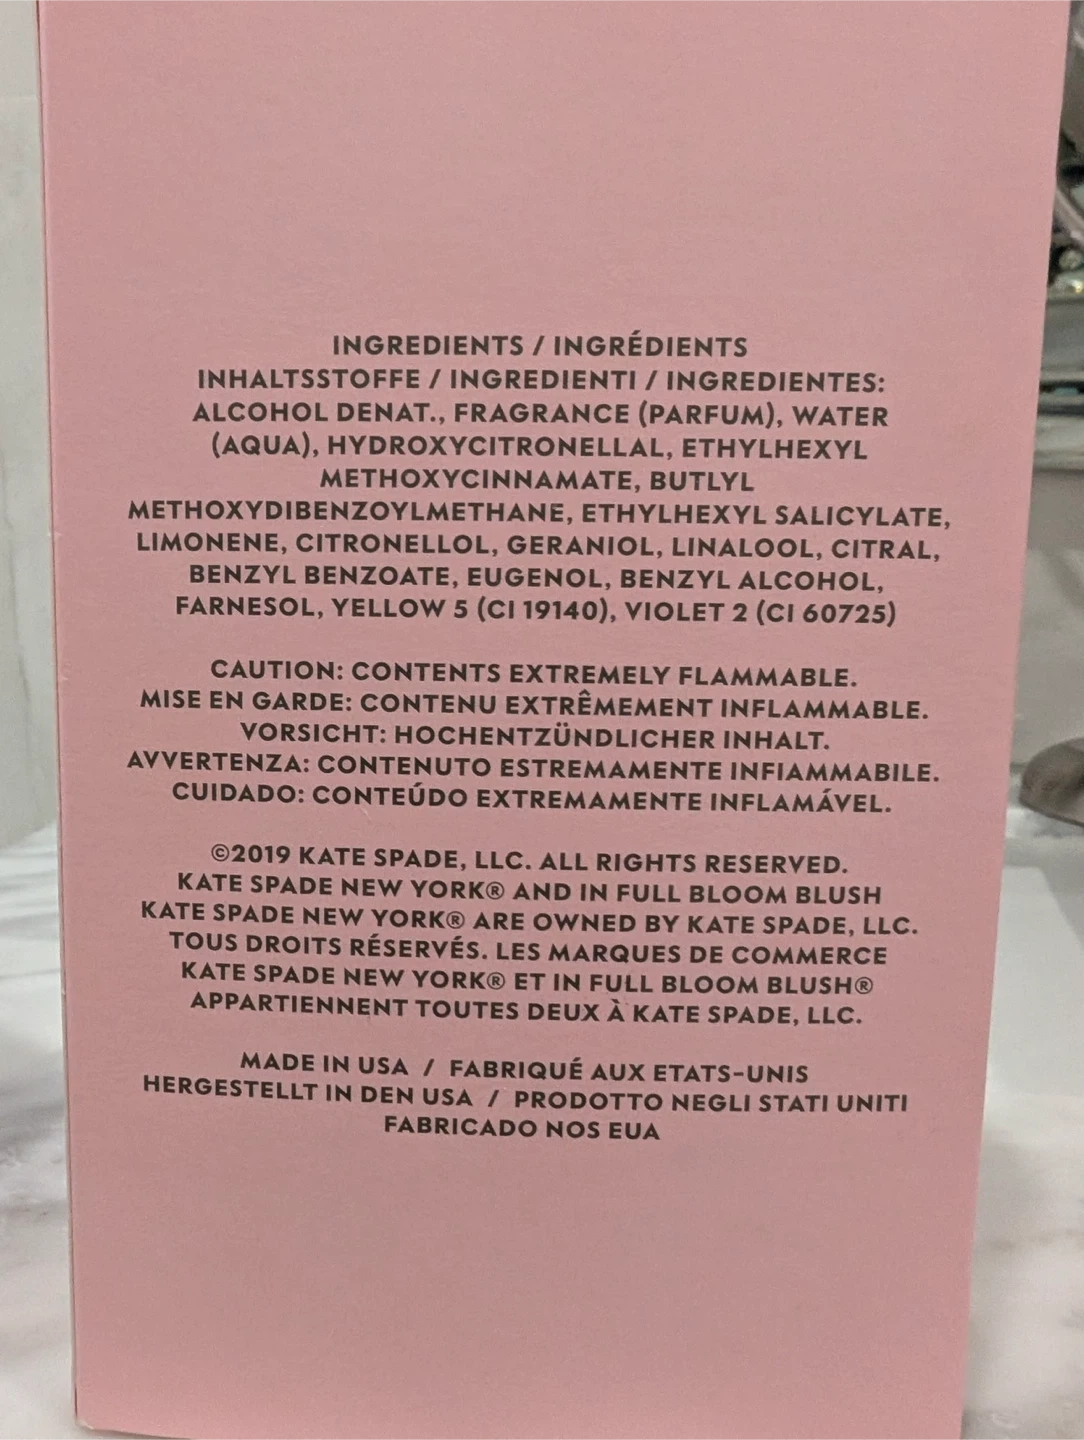 INGREDIENTS / INGRÉDIENTS
INHALTSSTOFFE / INGREDIENTI / INGREDIENTES:
ALCOHOL DENAT., FRAGRANCE (PARFUM), WATER
(AQUA), HYDROXYCITRONELLAL, ETHYLHEXYL
METHOXYCINNAMATE, BUTLYL
METHOXYDIBENZOYLMETHANE, ETHYLHEXYL SALICYLATE,
LIMONENE, CITRONELLOL, GERANIOL, LINALOOL, CITRAL,
BENZYL BENZOATE, EUGENOL, BENZYL ALCOHOL,
FARNESOL, YELLOW 5 (CI 19140), VIOLET 2 (CI 60725)
CAUTION: CONTENTS EXTREMELY FLAMMABLE.
MISE EN GARDE: CONTENU EXTRÊMEMENT INFLAMMABLE.
VORSICHT: HOCHENTZÜNDLICHER INHALT.
AVVERTENZA: CONTENUTO ESTREMAMENTE INFIAMMABILE.
CUIDADO: CONTEÚDO EXTREMAMENTE INFLAMÁVEL.
©2019 KATE SPADE, LLC. ALL RIGHTS RESERVED.
KATE SPADE NEW YORK® AND IN FULL BLOOM BLUSH
KATE SPADE NEW YORK® ARE OWNED BY KATE SPADE, LLC.
TOUS DROITS RÉSERVÉS. LES MARQUES DE COMMERCE
KATE SPADE NEW YORK® ET IN FULL BLOOM BLUSH®
APPARTIENNENT TOUTES DEUX À KATE SPADE, LLC.
MADE IN USA / FABRIQUÉ AUX ETATS-UNIS
HERGESTELLT IN DEN USA / PRODOTTO NEGLI STATI UNITI
FABRICADO NOS EUA